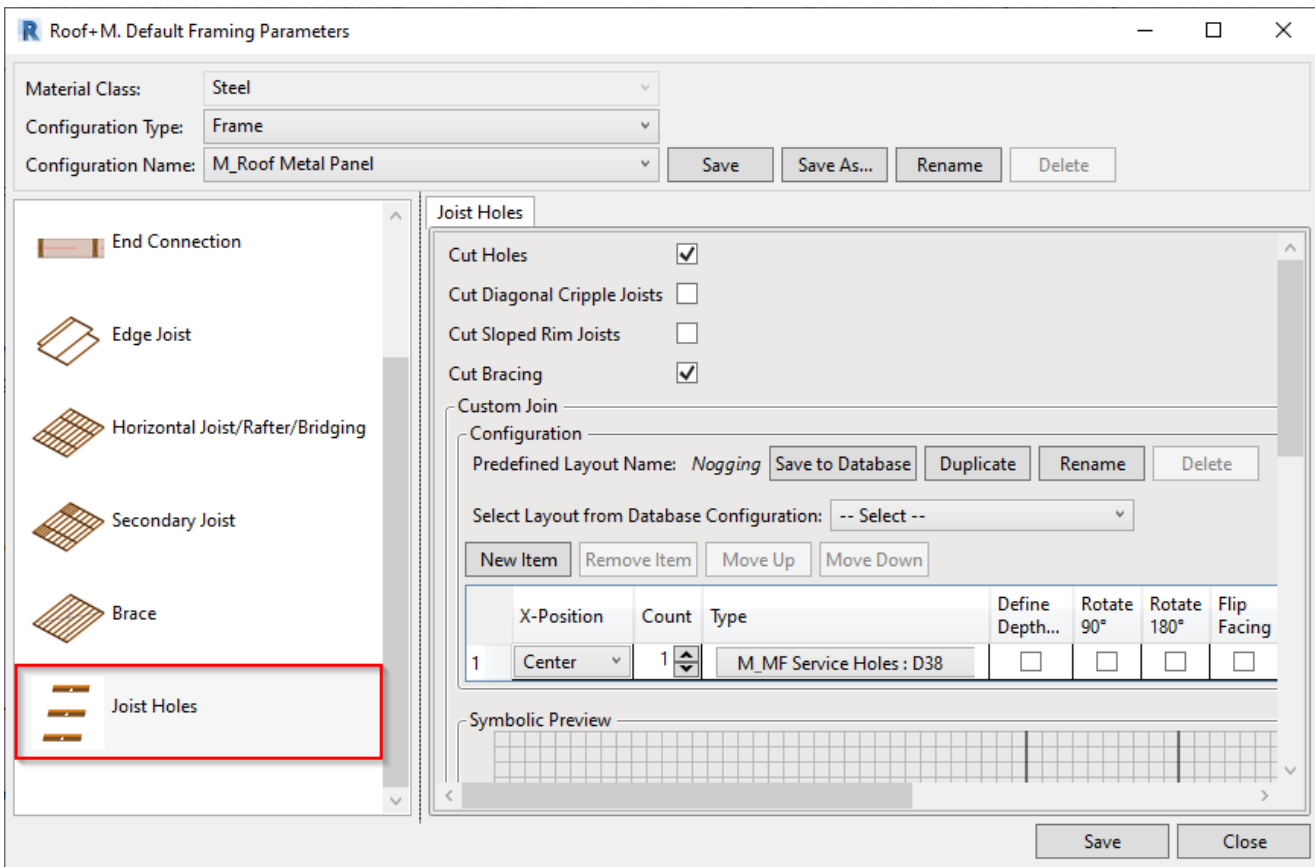 Roof+M. Default Framing Parameters
Material Class: Steel
Configuration Type: Frame
Configuration Name: M_Roof Metal Panel Save Save As... Rename Delete
End Connection
Edge Joist
Horizontal Joist/Rafter/Bridging
Secondary Joist
Brace
Joist Holes
Joist Holes
Cut Holes
Cut Diagonal Cripple Joists
Cut Sloped Rim Joists
Cut Bracing
Custom Join
Configuration
Predefined Layout Name: Nogging Save to Database Duplicate Rename Delete
Select Layout from Database Configuration: -- Select --
New Item Remove Item Move Up Move Down
X-Position Count Type Define Depth... Rotate 90° Rotate 180° Flip Facing
1 Center 1 M_MF Service Holes : D38
Symbolic Preview
Save Close